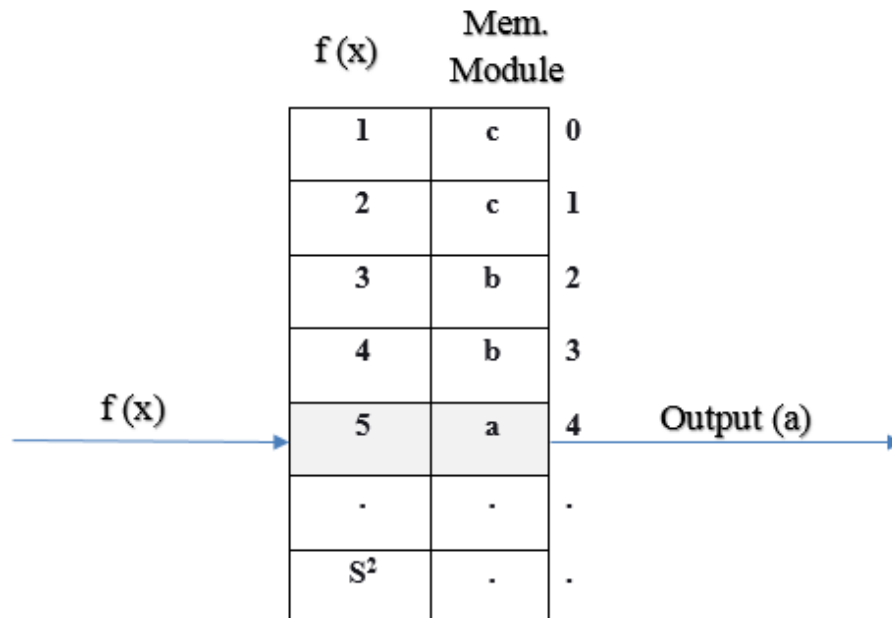 f (x) Mem. Module
1 c 0
2 c 1
3 b 2
4 b 3
f (x) 5 a 4 Output (a)
. . .
S² . .